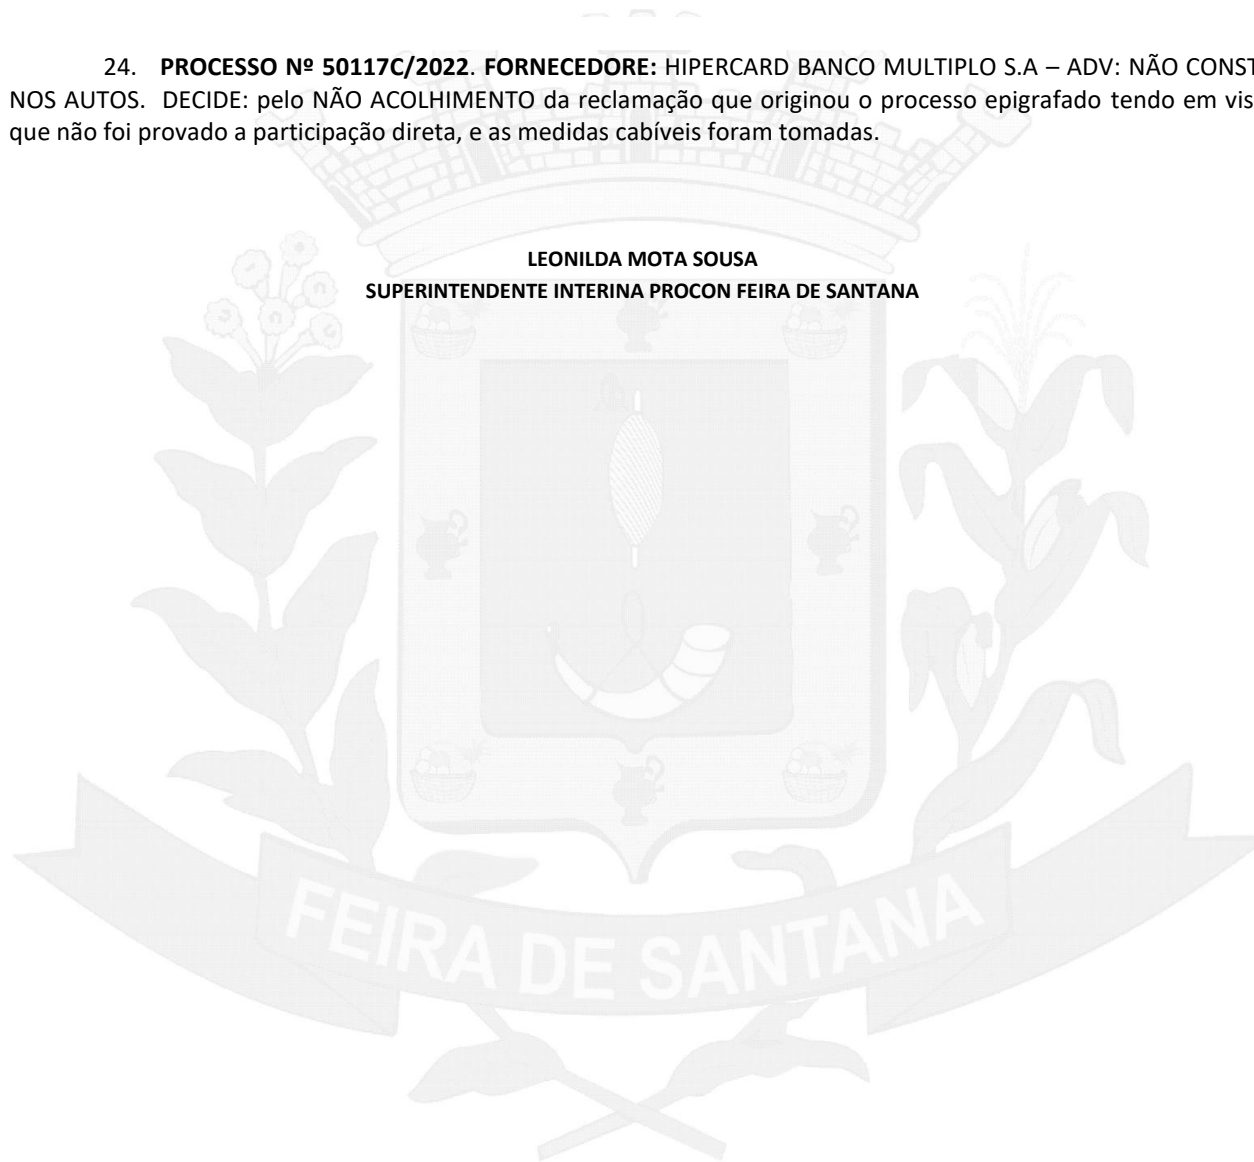 24. PROCESSO Nº 50117C/2022. FORNECEDORE: HIPERCARD BANCO MULTIPLO S.A – ADV: NÃO CONST
NOS AUTOS. DECIDE: pelo NÃO ACOLHIMENTO da reclamação que originou o processo epigrafado tendo em vis
que não foi provado a participação direta, e as medidas cabíveis foram tomadas.
LEONILDA MOTA SOUSA
SUPERINTENDENTE INTERINA PROCON FEIRA DE SANTANA
FEIRA DE SANTANA